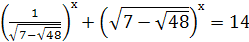 (1/√(7−√48))^x + (√(7−√48))^x = 14